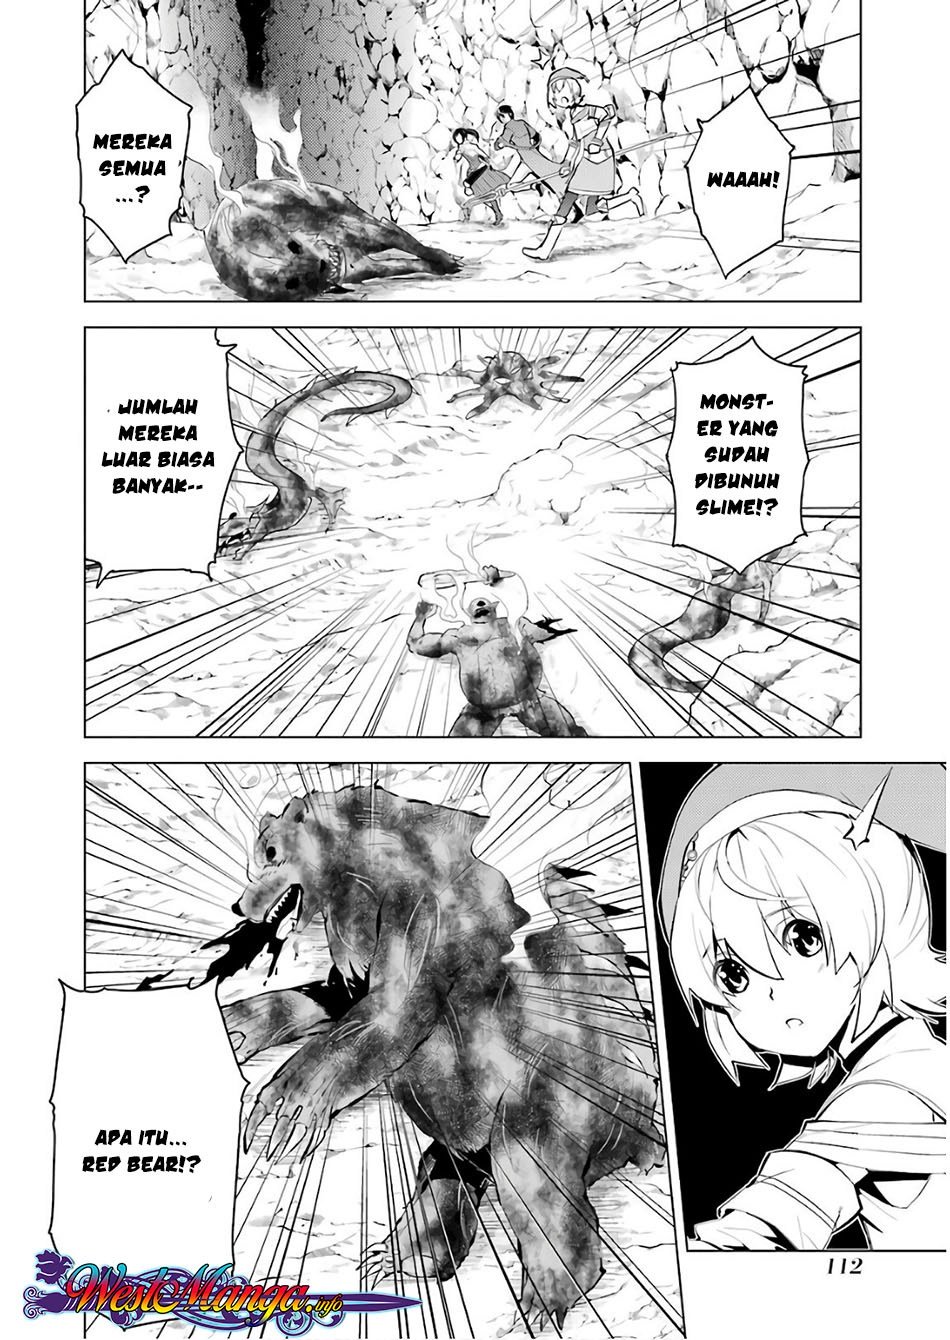 WAAAH!
MEREKA
SEMUA
...?
MONST-
ER YANG
SUDAH
DIBUNUH
SLIME!?
JUMLAH
MEREKA
LUAR BIASA
BANYAK--
APA ITU...
RED BEAR!?
112
WestManga.info